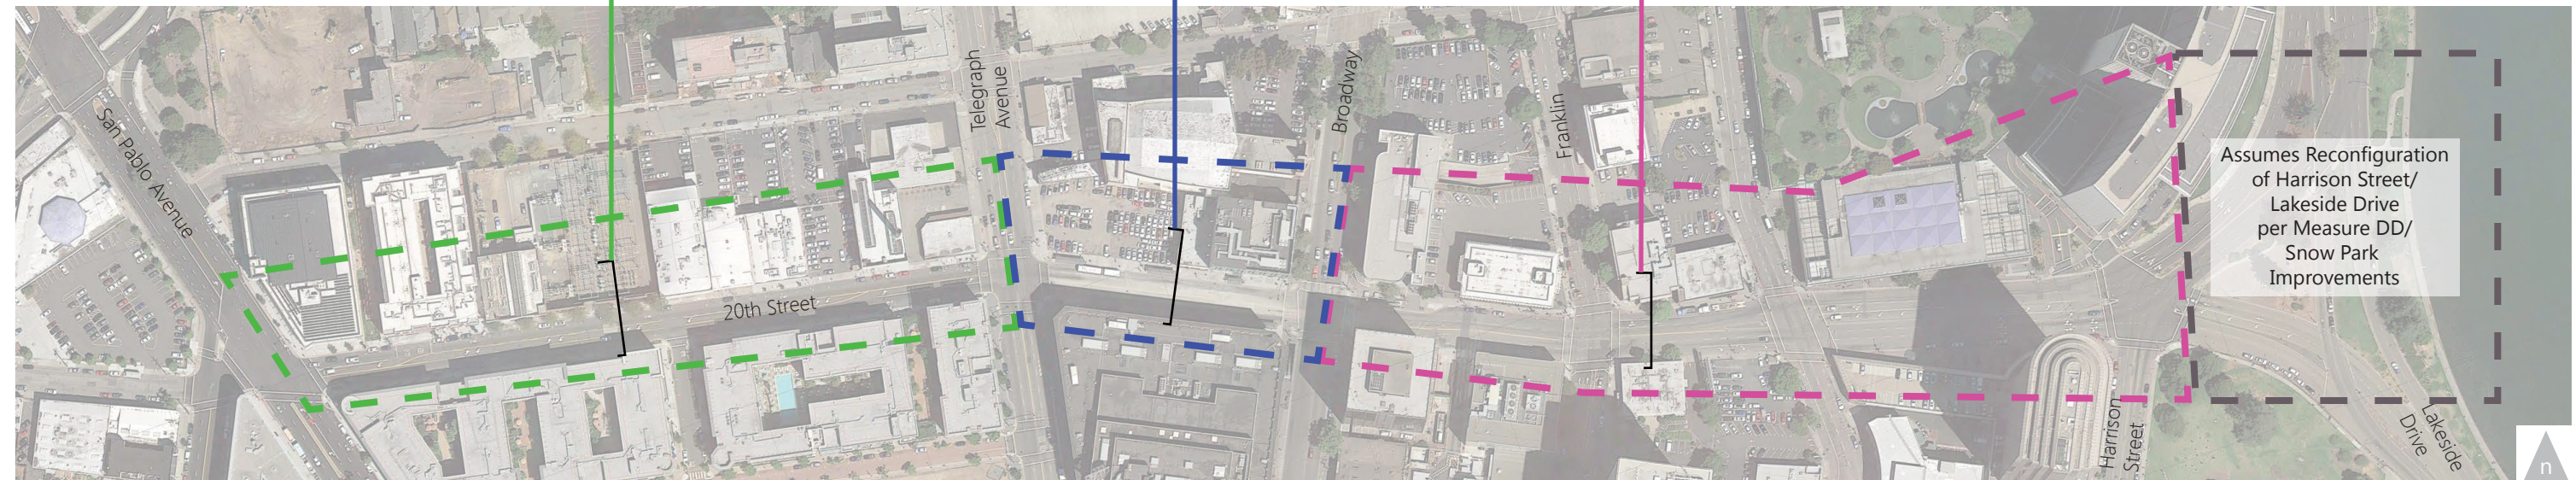 San Pablo Avenue
20th Street
Telegraph
Avenue
Broadway
Franklin
Assumes Reconfiguration
of Harrison Street/
Lakeside Drive
per Measure DD/
Snow Park
Improvements
Harrison
Street
Lakeside
Drive
n